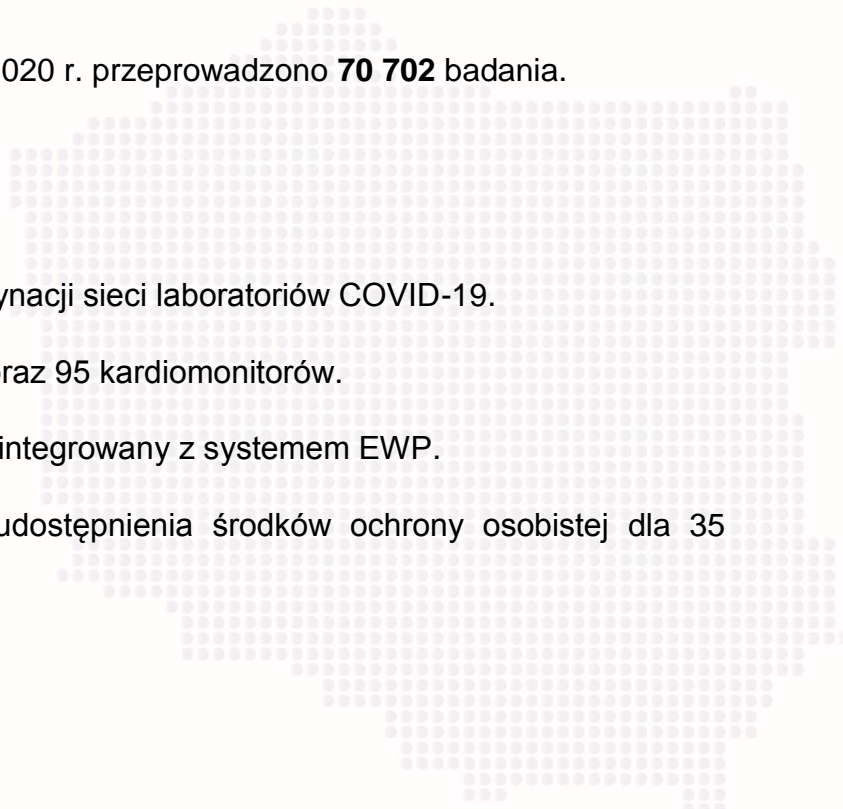 020 r. przeprowadzono 70 702 badania.
ynacji sieci laboratoriów COVID-19.
oraz 95 kardiomonitorów.
integrowany z systemem EWP.
udostępnienia środków ochrony osobistej dla 35